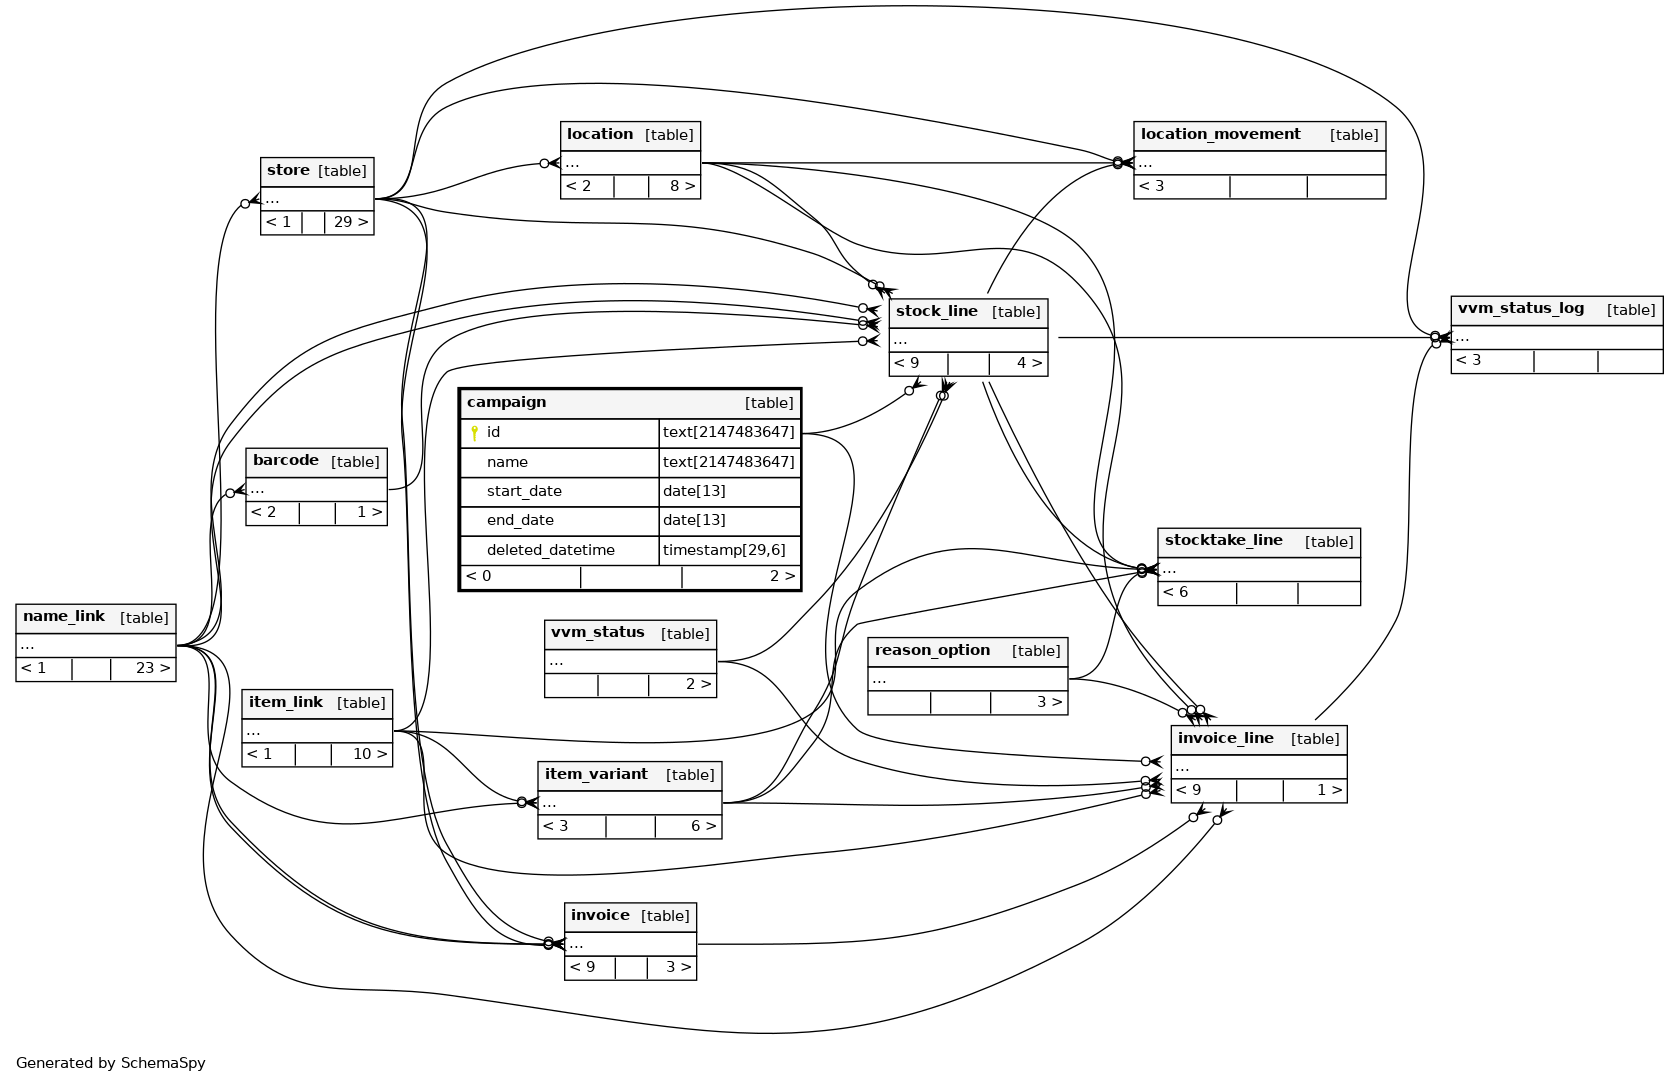 location [table]
...
< 2 8 >
location_movement [table]
...
< 3
store [table]
...
< 1 29 >
stock_line [table]
...
< 9 4 >
vvm_status_log [table]
...
< 3
campaign [table]
id text[2147483647]
name text[2147483647]
start_date date[13]
end_date date[13]
deleted_datetime timestamp[29,6]
< 0 2 >
barcode [table]
...
< 2 1 >
stocktake_line [table]
...
< 6
name_link [table]
...
< 1 23 >
vvm_status [table]
...
2 >
reason_option [table]
...
3 >
item_link [table]
...
< 1 10 >
invoice_line [table]
...
< 9 1 >
item_variant [table]
...
< 3 6 >
invoice [table]
...
< 9 3 >
Generated by SchemaSpy